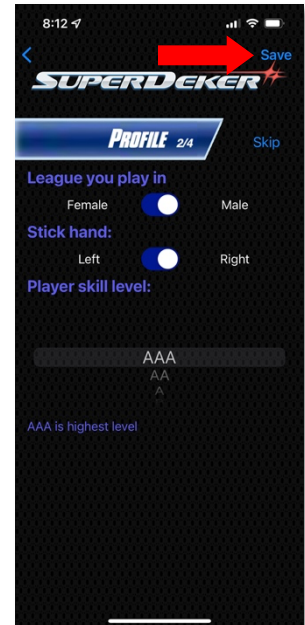 8:12
Save
SUPERDEKER
PROFILE 2/4
Skip
League you play in
Female Male
Stick hand:
Left Right
Player skill level:
AAA
AA
A
AAA is highest level